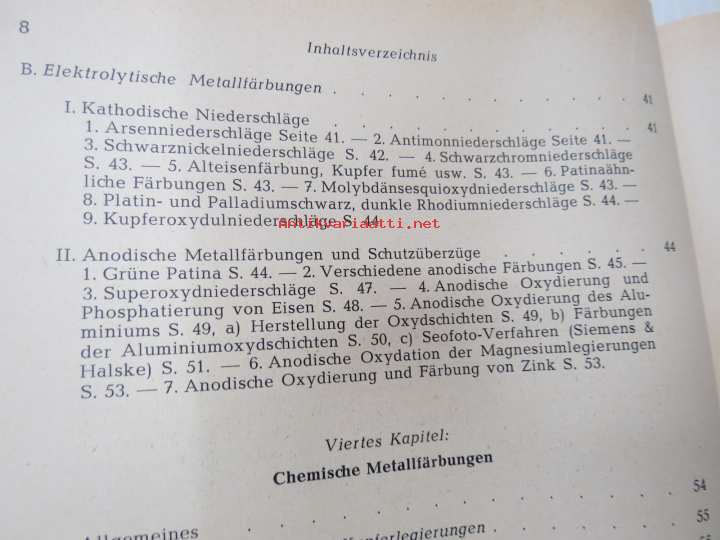 8
Inhaltsverzeichnis
B. Elektrolytische Metallfärbungen . . . . . . . . . . . 41
I. Kathodische Niederschläge . . . . . . . . . . . 41
1. Arsenniederschläge Seite 41. — 2. Antimonniederschläge Seite 41. —
3. Schwarznickelniederschläge S. 42. — 4. Schwarzchromniederschläge
S. 43. — 5. Alteisenfärbung, Kupfer fumé usw. S. 43. — 6. Patinaähn-
liche Färbungen S. 43. — 7. Molybdänsesquioxydniederschläge S. 43. —
8. Platin- und Palladiumschwarz, dunkle Rhodiumniederschläge S. 44. —
9. Kupferoxydulniederschläge S. 44.
antikvariaatti.net
II. Anodische Metallfärbungen und Schutzüberzüge . . . . . . 44
1. Grüne Patina S. 44. — 2. Verschiedene anodische Färbungen S. 45. —
3. Superoxydniederschläge S. 47. — 4. Anodische Oxydierung und
Phosphatierung von Eisen S. 48. — 5. Anodische Oxydierung des Alu-
miniums S. 49, a) Herstellung der Oxydschichten S. 49, b) Färbungen
der Aluminiumoxydschichten S. 50, c) Seofoto-Verfahren (Siemens &
Halske) S. 51. — 6. Anodische Oxydation der Magnesiumlegierungen
S. 53. — 7. Anodische Oxydierung und Färbung von Zink S. 53.
Viertes Kapitel:
Chemische Metallfärbungen
Allgemeines . . . . . . . . . . . . . 54
Kupferlegierungen . . . . . . . 55